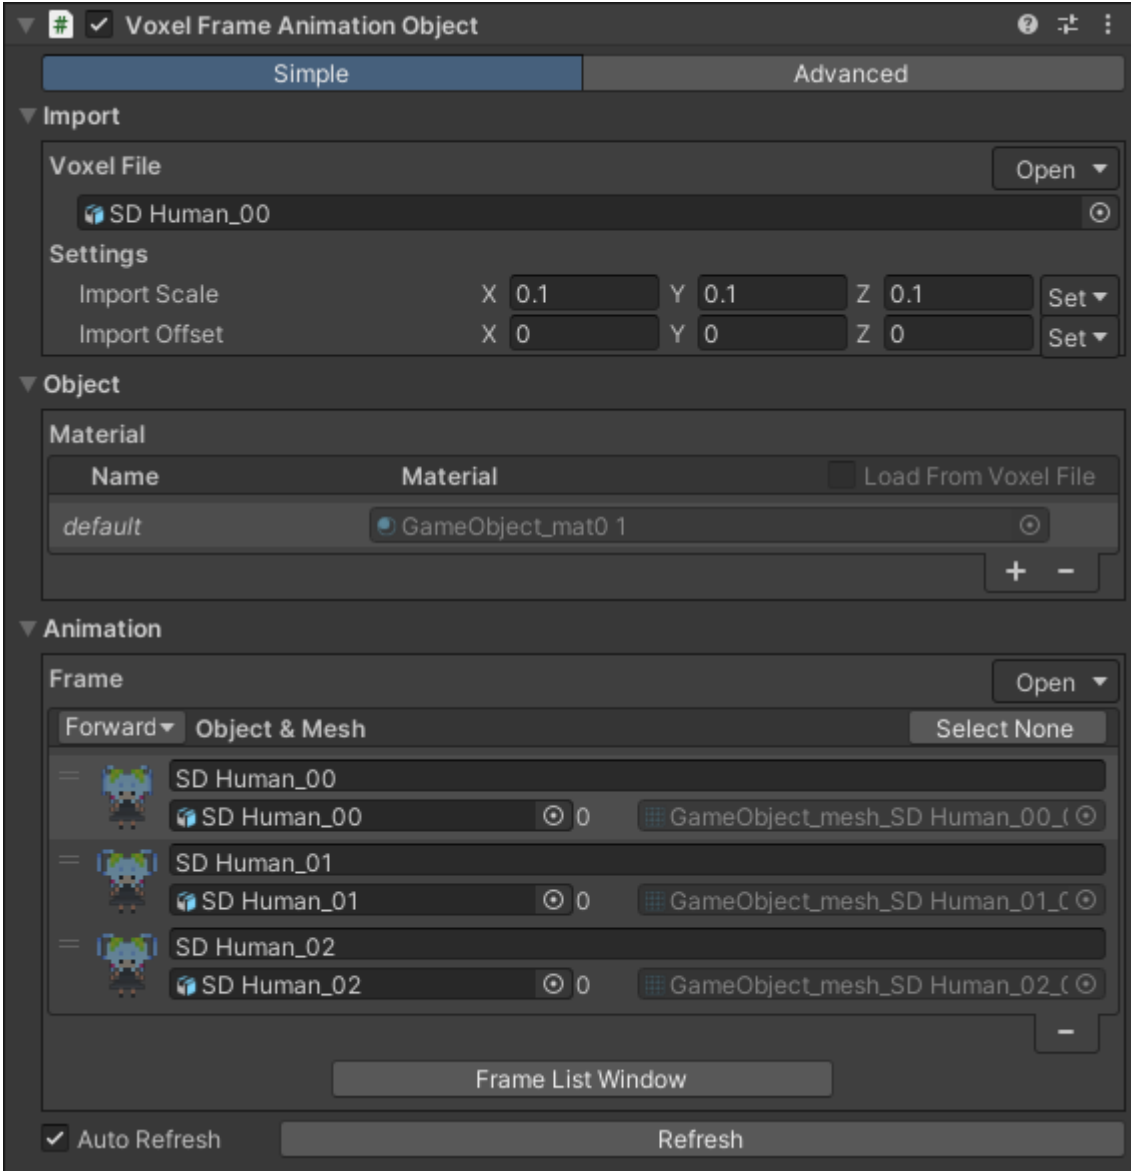 Voxel Frame Animation Object
Simple Advanced
Import
Voxel File Open
SD Human_00
Settings
Import Scale X 0.1 Y 0.1 Z 0.1 Set
Import Offset X 0 Y 0 Z 0 Set
Object
Material
Name Material Load From Voxel File
default GameObject_mat0 1
+ -
Animation
Frame Open
Forward Object & Mesh Select None
SD Human_00
SD Human_00 0 GameObject_mesh_SD Human_00_
SD Human_01
SD Human_01 0 GameObject_mesh_SD Human_01_
SD Human_02
SD Human_02 0 GameObject_mesh_SD Human_02_
-
Frame List Window
Auto Refresh Refresh